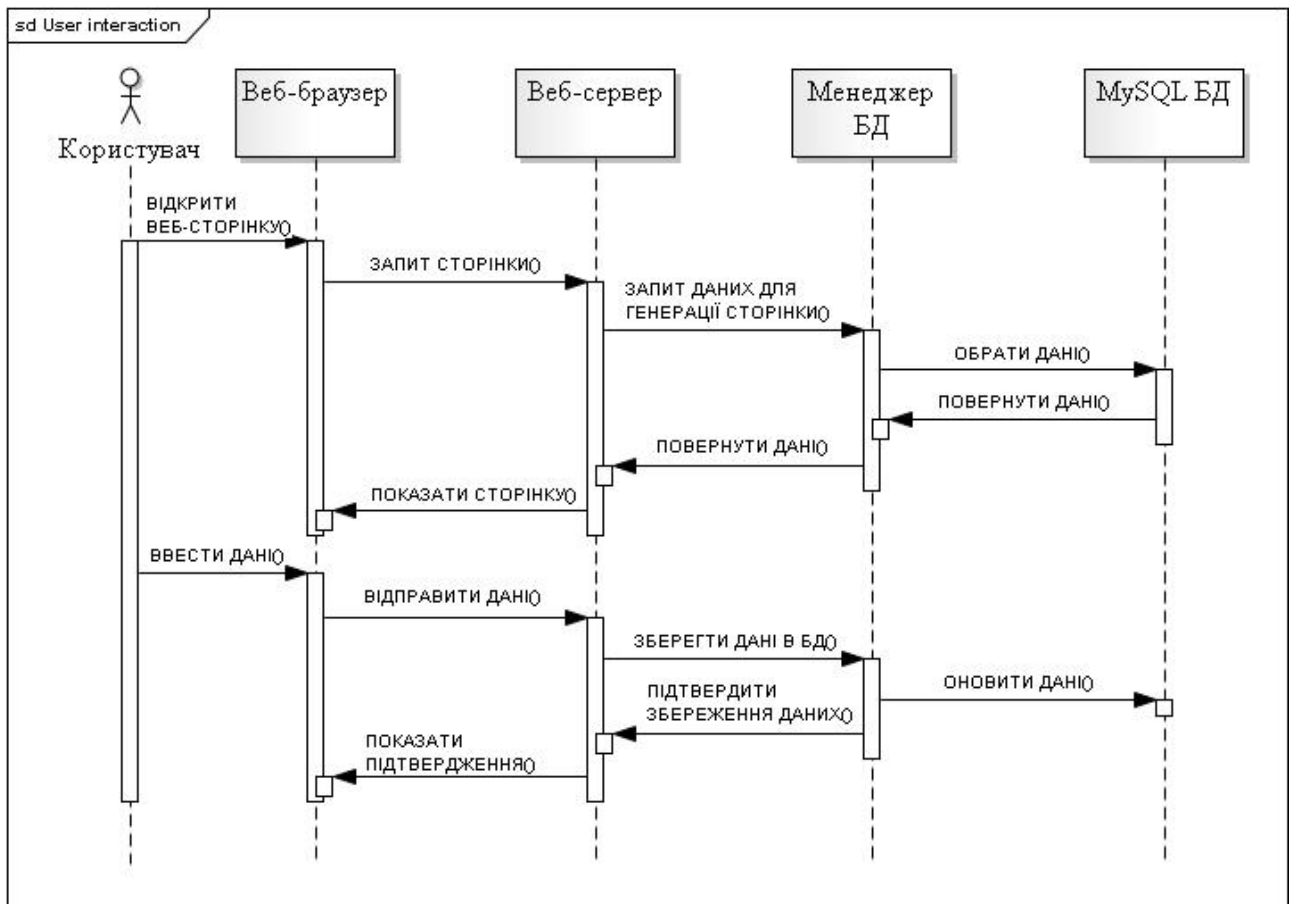 sd User interaction
Користувач
Веб-браузер
Веб-сервер
Менеджер
БД
MySQL БД
ВІДКРИТИ
ВЕБ-СТОРІНКУ()
ЗАПИТ СТОРІНКИ()
ЗАПИТ ДАНИХ ДЛЯ
ГЕНЕРАЦІЇ СТОРІНКИ()
ОБРАТИ ДАНІ()
ПОВЕРНУТИ ДАНІ()
ПОВЕРНУТИ ДАНІ()
ПОКАЗАТИ СТОРІНКУ()
ВВЕСТИ ДАНІ()
ВІДПРАВИТИ ДАНІ()
ЗБЕРЕГТИ ДАНІ В БД()
ОНОВИТИ ДАНІ()
ПІДТВЕРДИТИ
ЗБЕРЕЖЕННЯ ДАНИХ()
ПОКАЗАТИ
ПІДТВЕРДЖЕННЯ()